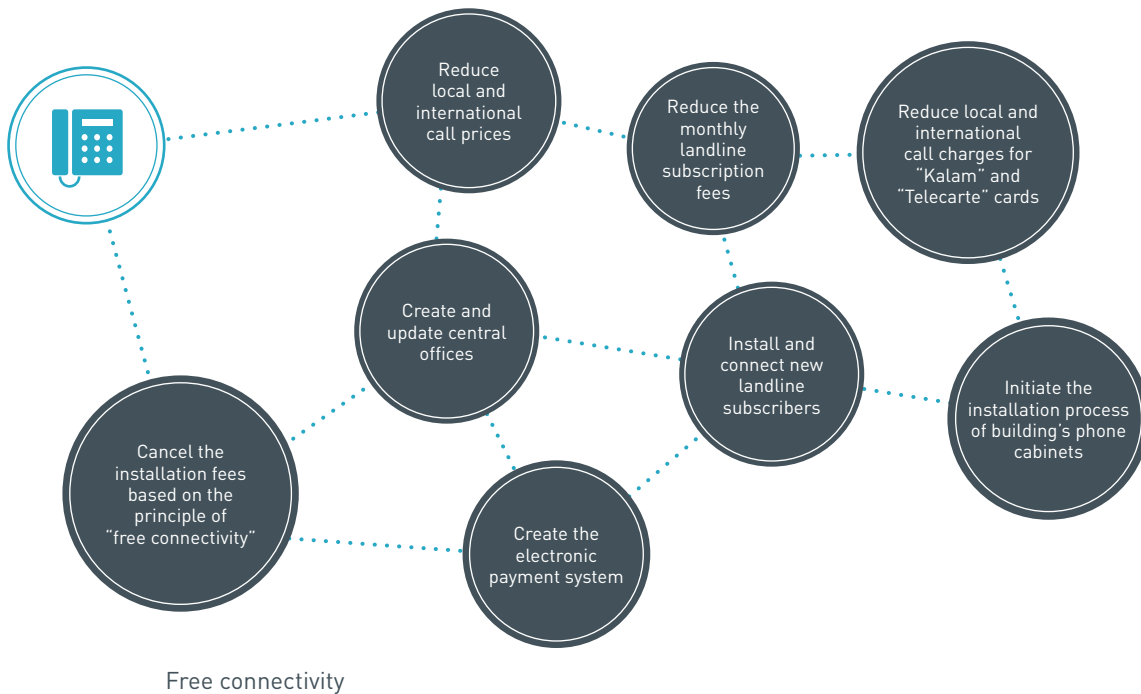 Reduce
local and
international
call prices
Reduce the
monthly
landline
subscription
fees
Reduce local and
international
call charges for
“Kalam” and
“Telecarte” cards
Create and
update central
offices
Install and
connect new
landline
subscribers
Initiate the
installation process
of building’s phone
cabinets
Cancel the
installation fees
based on the
principle of
“free connectivity”
Create the
electronic
payment system
Free connectivity